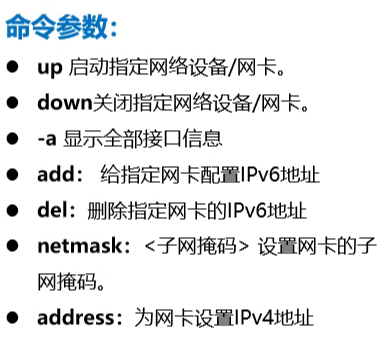 命令参数：
● up 启动指定网络设备/网卡。
● down关闭指定网络设备/网卡。
● -a 显示全部接口信息
● add： 给指定网卡配置IPv6地址
● del：删除指定网卡的IPv6地址
● netmask：<子网掩码> 设置网卡的子
网掩码。
● address：为网卡设置IPv4地址